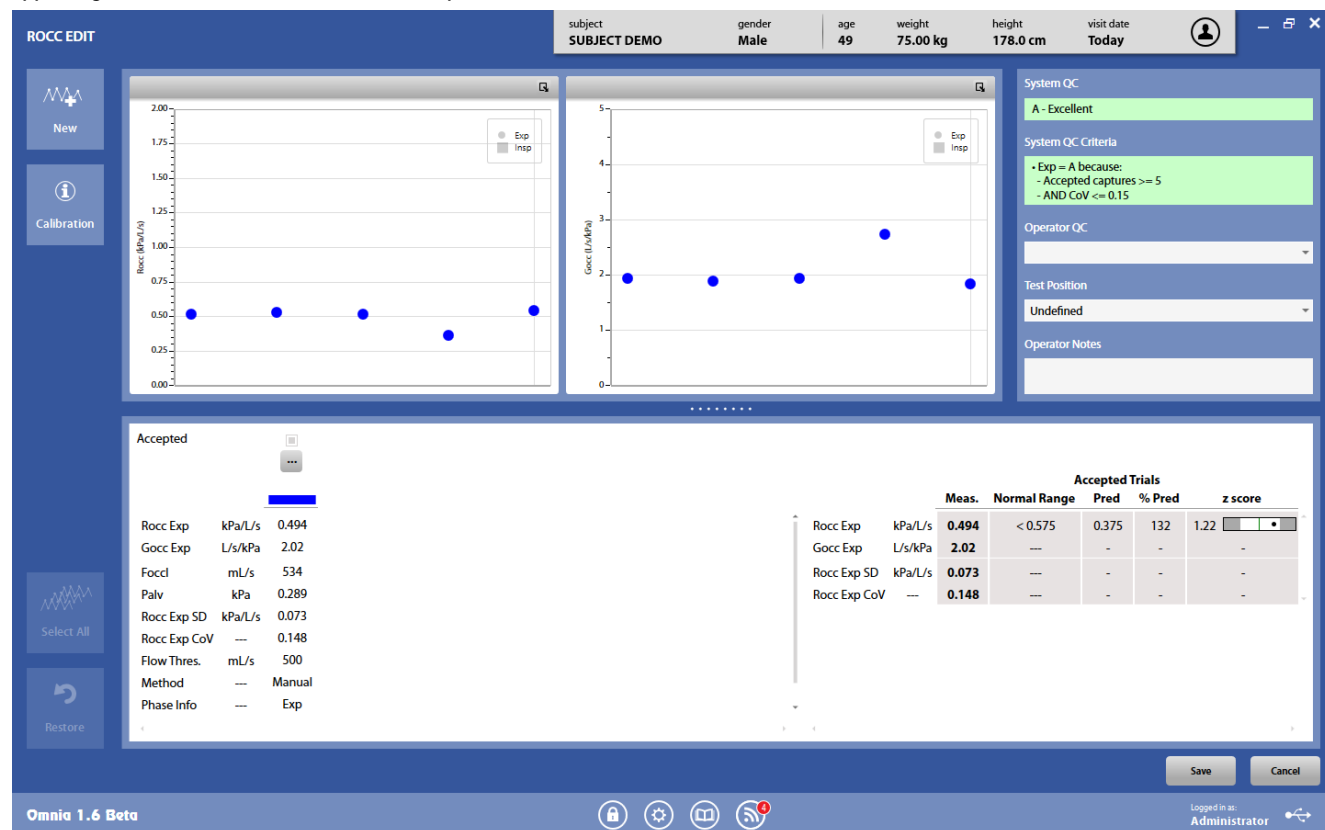 ROCC EDIT
subject
SUBJECT DEMO
gender
Male
age
49
weight
75.00 kg
height
178.0 cm
visit date
Today
New
Calibration
Select All
Restore
2.00
1.75
1.50
1.25
1.00
0.75
0.50
0.25
0.00
Rocc (kPa/L/s)
Exp
Insp
5
4
3
2
1
0
Gocc (L/s/kPa)
Exp
Insp
System QC
A - Excellent
System QC Criteria
• Exp = A because:
- Accepted captures >= 5
- AND CoV <= 0.15
Operator QC
Test Position
Undefined
Operator Notes
Accepted
...
Rocc Exp kPa/L/s 0.494
Gocc Exp L/s/kPa 2.02
Foccl mL/s 534
Palv kPa 0.289
Rocc Exp SD kPa/L/s 0.073
Rocc Exp CoV --- 0.148
Flow Thres. mL/s 500
Method --- Manual
Phase Info --- Exp
Accepted Trials
Meas. Normal Range Pred % Pred z score
Rocc Exp kPa/L/s 0.494 < 0.575 0.375 132 1.22
Gocc Exp L/s/kPa 2.02 --- - - -
Rocc Exp SD kPa/L/s 0.073 --- - - -
Rocc Exp CoV --- 0.148 --- - - -
Save
Cancel
Omnia 1.6 Beta
4
Logged in as:
Administrator